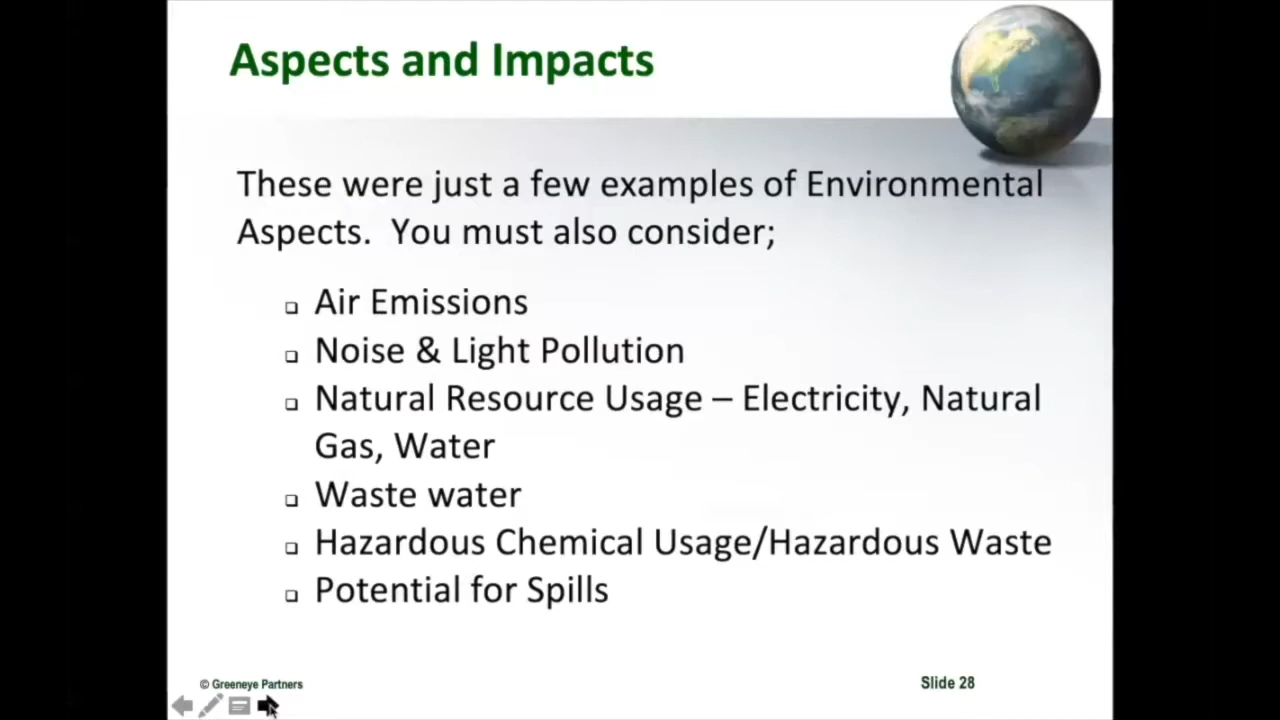 Aspects and Impacts
These were just a few examples of Environmental
Aspects.  You must also consider;
Air Emissions
Noise & Light Pollution
Natural Resource Usage – Electricity, Natural
Gas, Water
Waste water
Hazardous Chemical Usage/Hazardous Waste
Potential for Spills
© Greeneye Partners
Slide 28